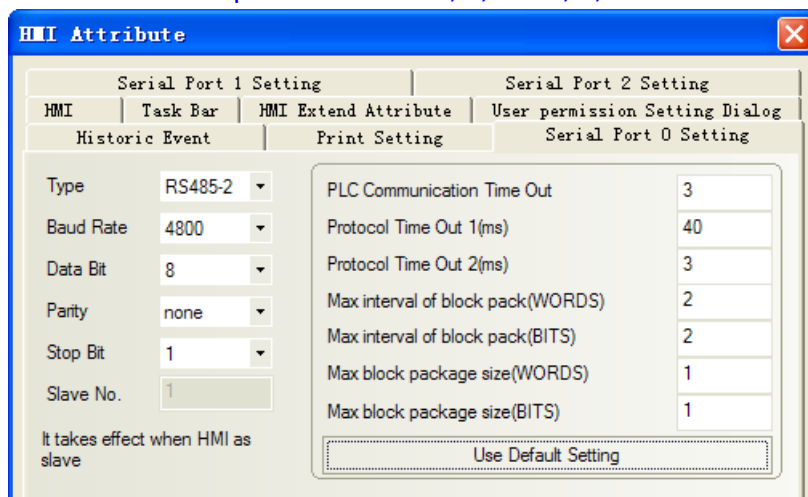 HMI Attribute
Serial Port 1 Setting Serial Port 2 Setting
HMI Task Bar HMI Extend Attribute User permission Setting Dialog
Historic Event Print Setting Serial Port 0 Setting
Type RS485-2
Baud Rate 4800
Data Bit 8
Parity none
Stop Bit 1
Slave No. 1
It takes effect when HMI as
slave
PLC Communication Time Out 3
Protocol Time Out 1(ms) 40
Protocol Time Out 2(ms) 3
Max interval of block pack(WORDS) 2
Max interval of block pack(BITS) 2
Max block package size(WORDS) 1
Max block package size(BITS) 1
Use Default Setting